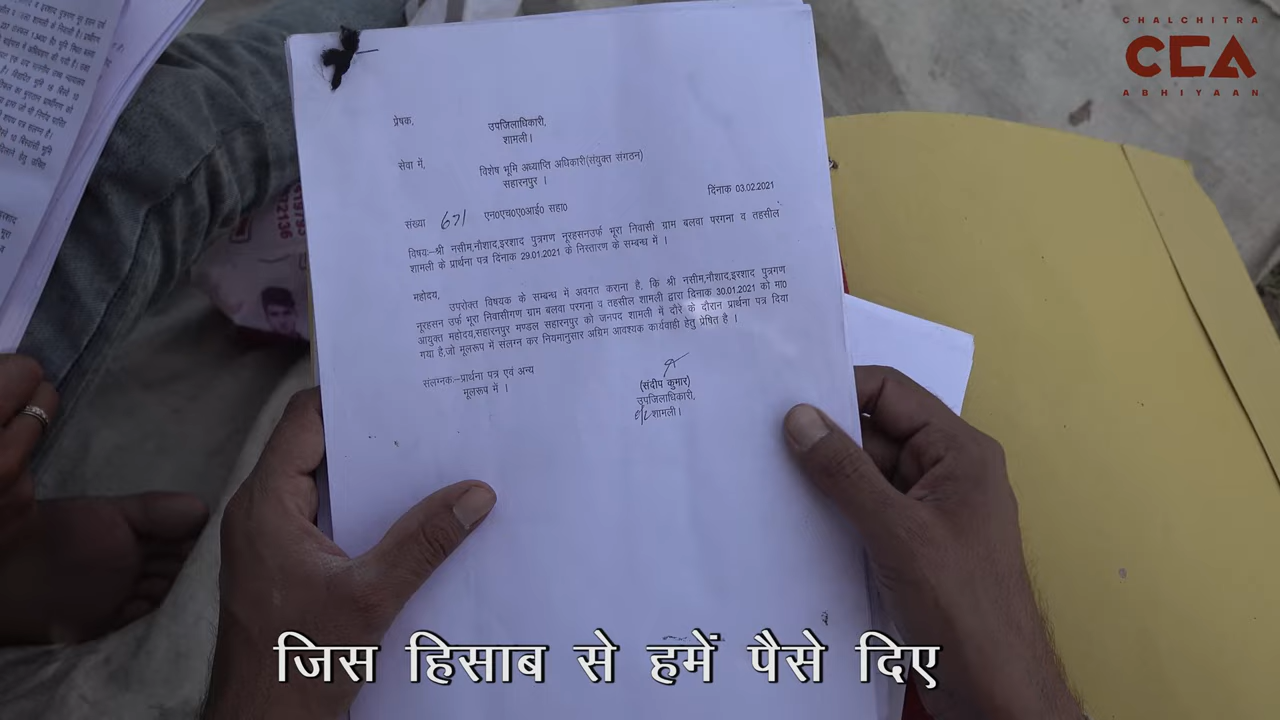 CHALCHITRA
CCA
ABHIYAAN
प्रेषक,
उपजिलाधिकारी,
शामली।
सेवा में,
विशेष भूमि अध्याप्ति अधिकारी(संयुक्त संगठन)
सहारनपुर ।
संख्या 671 एन0एच0ए0आई0 सहा0
दिनांक 03.02.2021
विषय:-श्री नसीम,नौशाद,इरशाद पुत्रगण नूरहसनउर्फ भूरा निवासी ग्राम बलवा परगना व तहसील
शामली के प्रार्थना पत्र दिनाक 29.01.2021 के निस्तारण के सम्बन्ध में ।
महोदय,
उपरोक्त विषयक के सम्बन्ध में अवगत कराना है, कि श्री नसीम,नौशाद,इरशाद पुत्रगण
नूरहसन उर्फ भूरा निवासीगण ग्राम बलवा परगना व तहसील शामली द्वारा दिनाक 30.01.2021 को मा0
आयुक्त महोदय,सहारनपुर मण्डल सहारनपुर को जनपद शामली में दौरे के दौरान प्रार्थना पत्र दिया
गया है,जो मूलरूप में संलग्न कर नियमानुसार अग्रिम आवश्यक कार्यवाही हेतु प्रेषित है ।
संलग्नक:-प्रार्थना पत्र एवं अन्य
मूलरूप में ।
(संदीप कुमार)
उपजिलाधिकारी,
शामली।
जिस हिसाब से हमें पैसे दिए